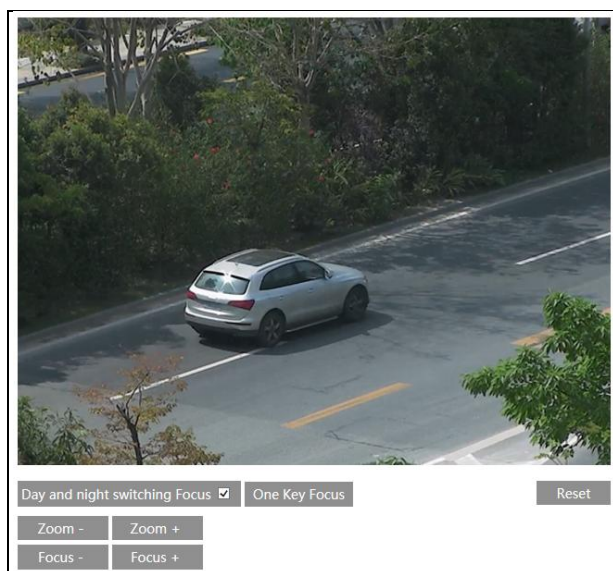 Day and night switching Focus One Key Focus Reset
Zoom - Zoom +
Focus - Focus +